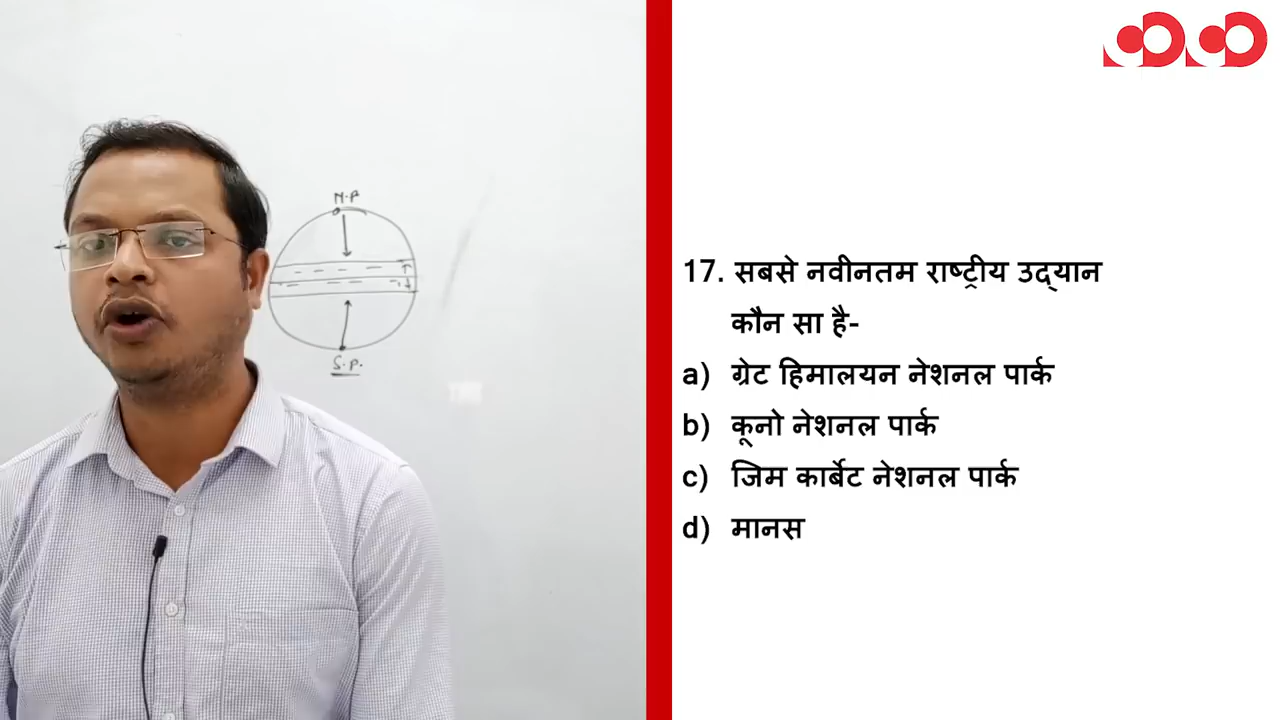 N.P
S.P.
17. सबसे नवीनतम राष्ट्रीय उद्यान
कौन सा है-
a) ग्रेट हिमालयन नेशनल पार्क
b) कूनो नेशनल पार्क
c) जिम कार्बेट नेशनल पार्क
d) मानस